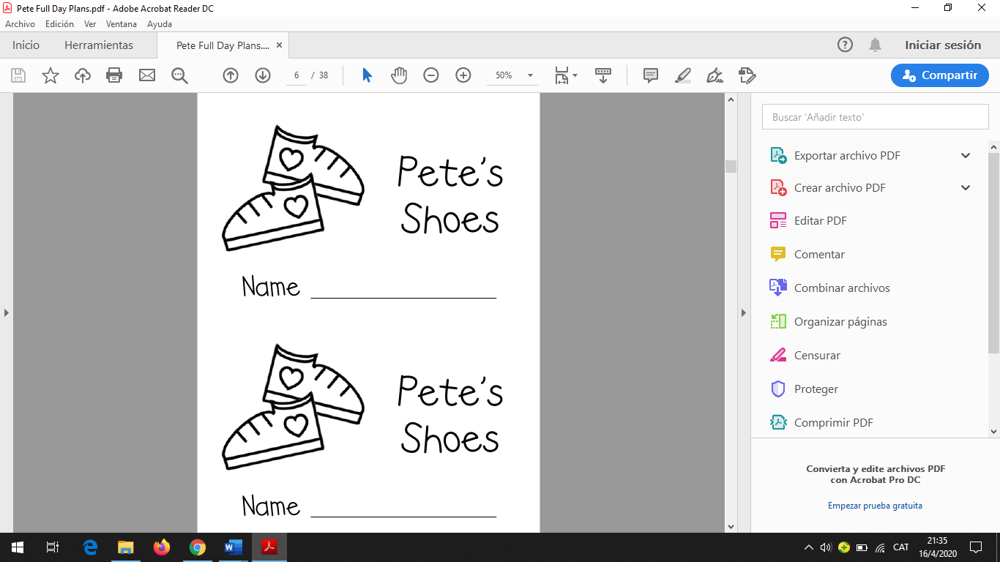 Pete Full Day Plans.pdf - Adobe Acrobat Reader DC
Archivo Edición Ver Ventana Ayuda
Inicio Herramientas Pete Full Day Plans.... × Iniciar sesión
6 / 38 50% Compartir
Pete's
Shoes
Name
Pete's
Shoes
Name
Buscar 'Añadir texto'
Exportar archivo PDF
Crear archivo PDF
Editar PDF
Comentar
Combinar archivos
Organizar páginas
Censurar
Proteger
Comprimir PDF
Convierta y edite archivos PDF
con Acrobat Pro DC
Empezar prueba gratuita
CAT
21:35
16/4/2020